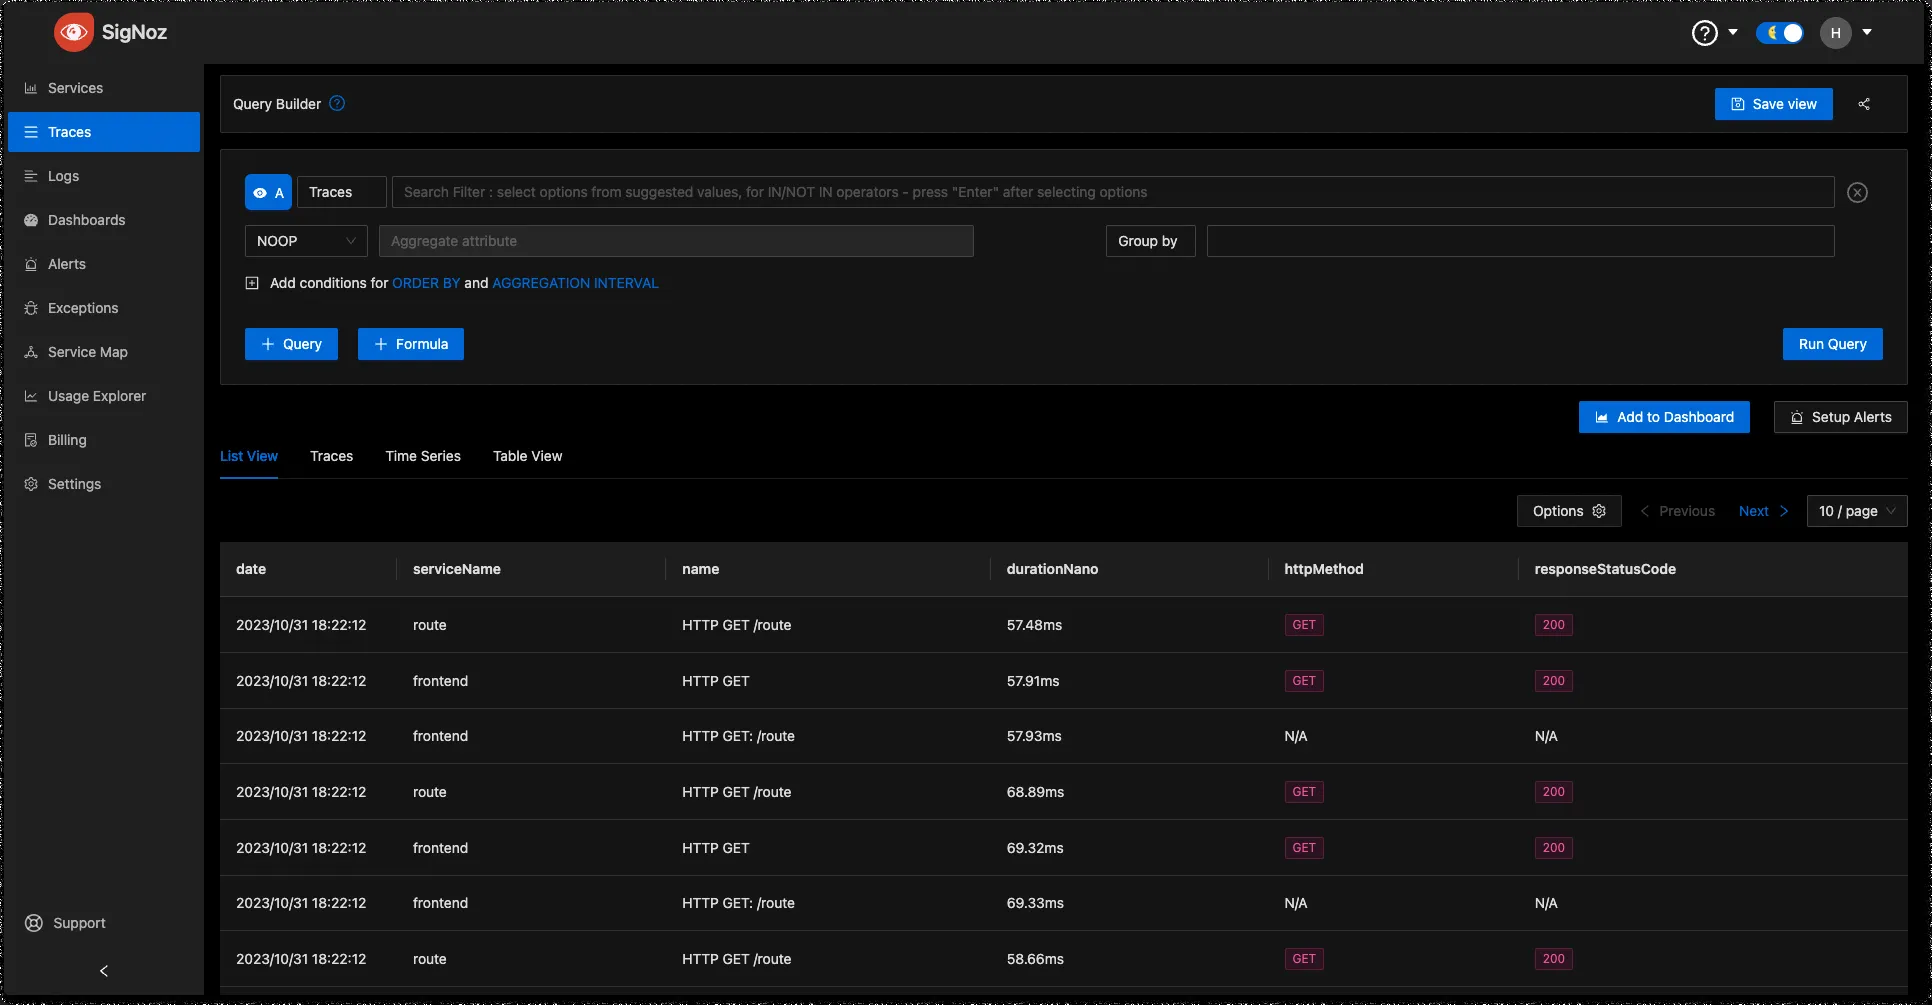 SigNoz
H
Services
Traces
Logs
Dashboards
Alerts
Exceptions
Service Map
Usage Explorer
Billing
Settings
Support
Query Builder
Save view
A Traces Search Filter : select options from suggested values, for IN/NOT IN operators - press "Enter" after selecting options
NOOP Aggregate attribute Group by
Add conditions for ORDER BY and AGGREGATION INTERVAL
+ Query + Formula Run Query
Add to Dashboard Setup Alerts
List View Traces Time Series Table View
Options < Previous Next > 10 / page
date serviceName name durationNano httpMethod responseStatusCode
2023/10/31 18:22:12 route HTTP GET /route 57.48ms GET 200
2023/10/31 18:22:12 frontend HTTP GET 57.91ms GET 200
2023/10/31 18:22:12 frontend HTTP GET: /route 57.93ms N/A N/A
2023/10/31 18:22:12 route HTTP GET /route 68.89ms GET 200
2023/10/31 18:22:12 frontend HTTP GET 69.32ms GET 200
2023/10/31 18:22:12 frontend HTTP GET: /route 69.33ms N/A N/A
2023/10/31 18:22:12 route HTTP GET /route 58.66ms GET 200